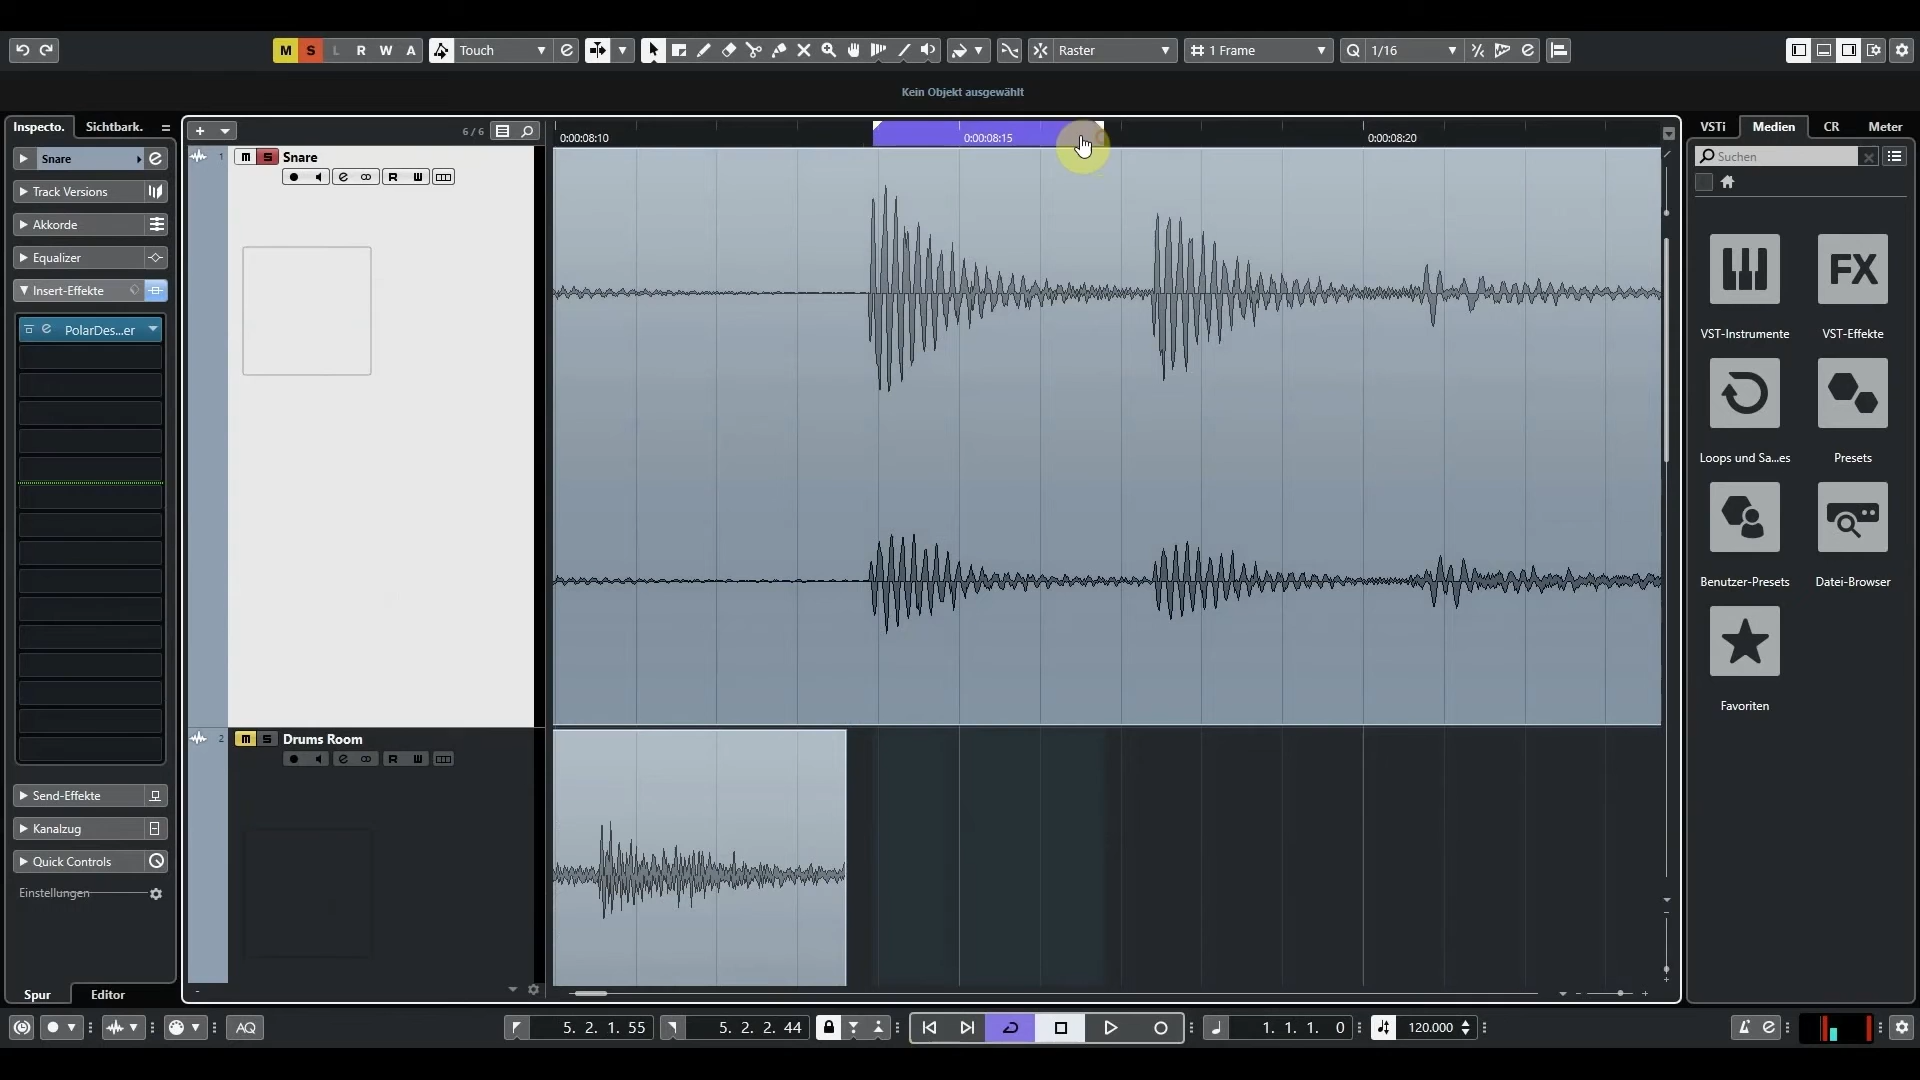 M S L R W A Touch Raster 1 Frame Q 1/16
Kein Objekt ausgewählt
Inspecto. Sichtbark.
Snare
Track Versions
Akkorde
Equalizer
Insert-Effekte
PolarDes...er
Send-Effekte
Kanalzug
Quick Controls
Einstellungen
Spur Editor
+ 6 / 6
0:00:08:10 0:00:08:15 0:00:08:20
1 m S Snare
R W
2 m S Drums Room
R W
VSTi Medien CR Meter
Suchen
VST-Instrumente
FX
VST-Effekte
Loops und Sa...es
Presets
Benutzer-Presets
Datei-Browser
Favoriten
AQ 5. 2. 1. 55 5. 2. 2. 44 1. 1. 1. 0 120.000